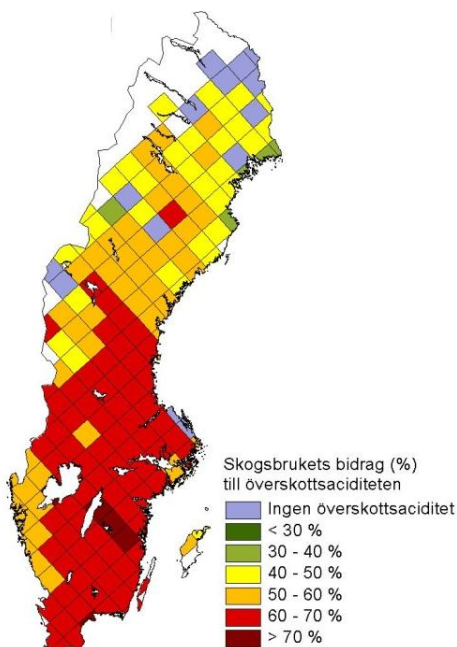 Skogsbrukets bidrag (%)
till överskottsaciditeten
Ingen överskottsaciditet
< 30 %
30 - 40 %
40 - 50 %
50 - 60 %
60 - 70 %
> 70 %